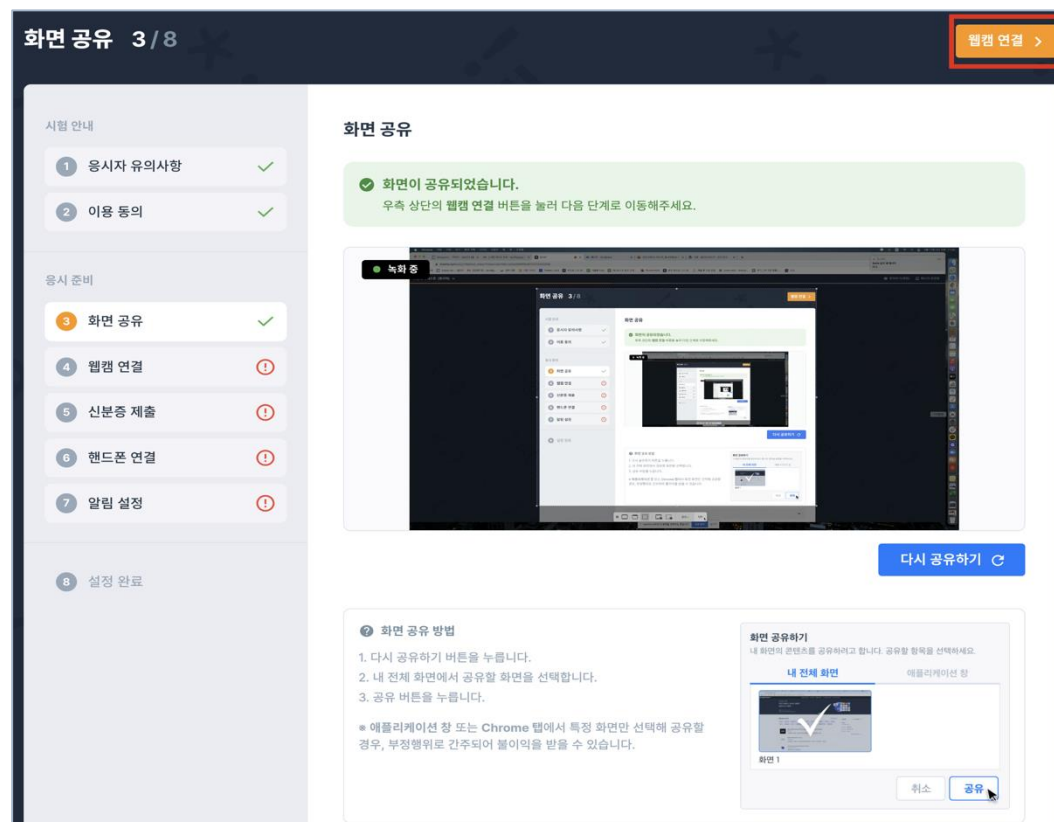 화면 공유 3/8
웹캠 연결 >
시험 안내
1 응시자 유의사항
2 이용 동의
응시 준비
3 화면 공유
4 웹캠 연결
5 신분증 제출
6 핸드폰 연결
7 알림 설정
8 설정 완료
화면 공유
화면이 공유되었습니다.
우측 상단의 웹캠 연결 버튼을 눌러 다음 단계로 이동해주세요.
녹화 중
화면 공유 3/8
다시 공유하기
화면 공유 방법
1. 다시 공유하기 버튼을 누릅니다.
2. 내 전체 화면에서 공유할 화면을 선택합니다.
3. 공유 버튼을 누릅니다.
※ 애플리케이션 창 또는 Chrome 탭에서 특정 화면만 선택해 공유할
경우, 부정행위로 간주되어 불이익을 받을 수 있습니다.
화면 공유하기
내 화면의 콘텐츠를 공유하려고 합니다. 공유할 항목을 선택하세요.
내 전체 화면
애플리케이션 창
화면 1
취소
공유